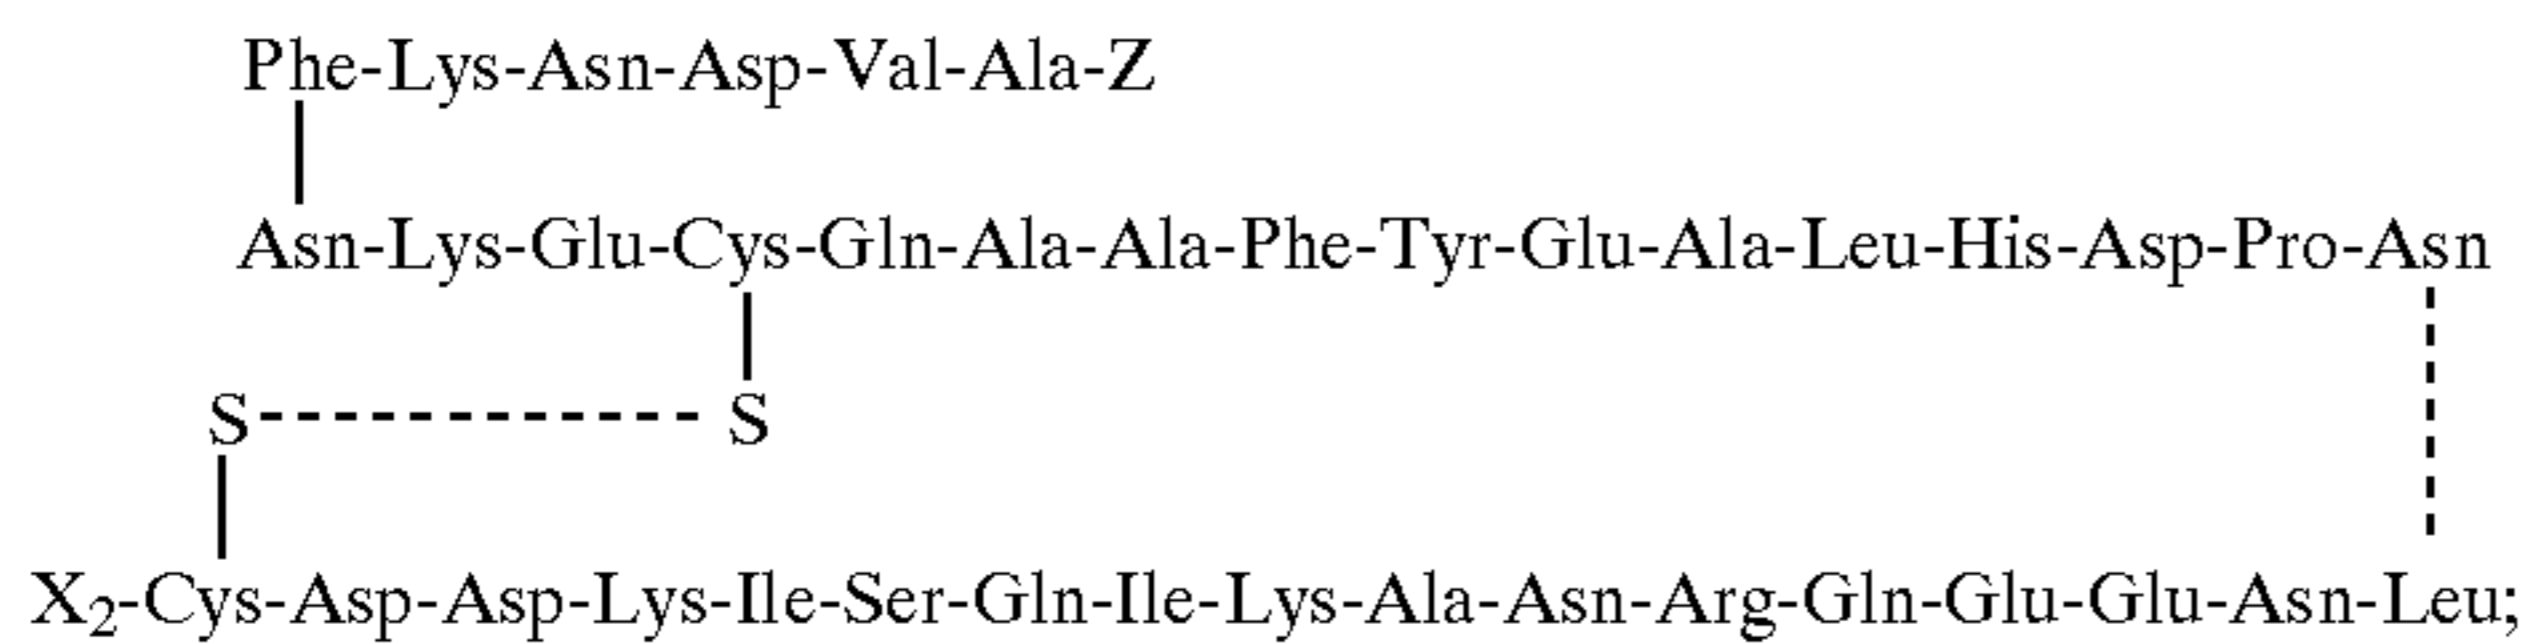 Phe-Lys-Asn-Asp-Val-Ala-Z
Asn-Lys-Glu-Cys-Gln-Ala-Ala-Phe-Tyr-Glu-Ala-Leu-His-Asp-Pro-Asn
S S
X₂-Cys-Asp-Asp-Lys-Ile-Ser-Gln-Ile-Lys-Ala-Asn-Arg-Gln-Glu-Glu-Asn-Leu;